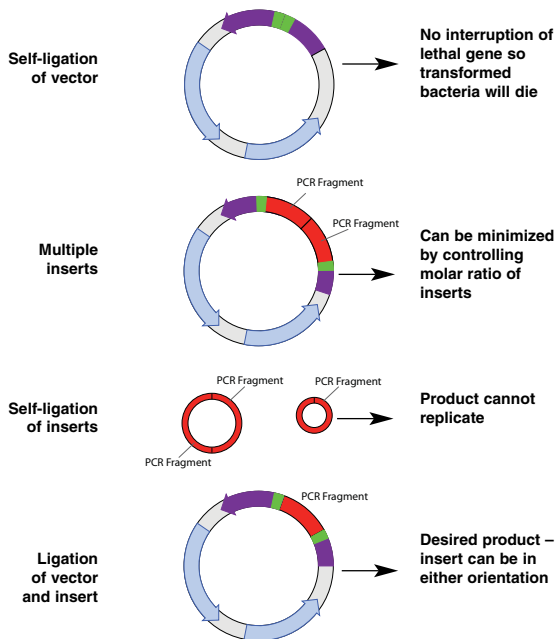 Self-ligation
of vector
No interruption of
lethal gene so
transformed
bacteria will die
PCR Fragment
PCR Fragment
Multiple
inserts
Can be minimized
by controlling
molar ratio of
inserts
PCR Fragment
PCR Fragment
Self-ligation
of inserts
Product cannot
replicate
PCR Fragment
PCR Fragment
Ligation
of vector
and insert
Desired product –
insert can be in
either orientation